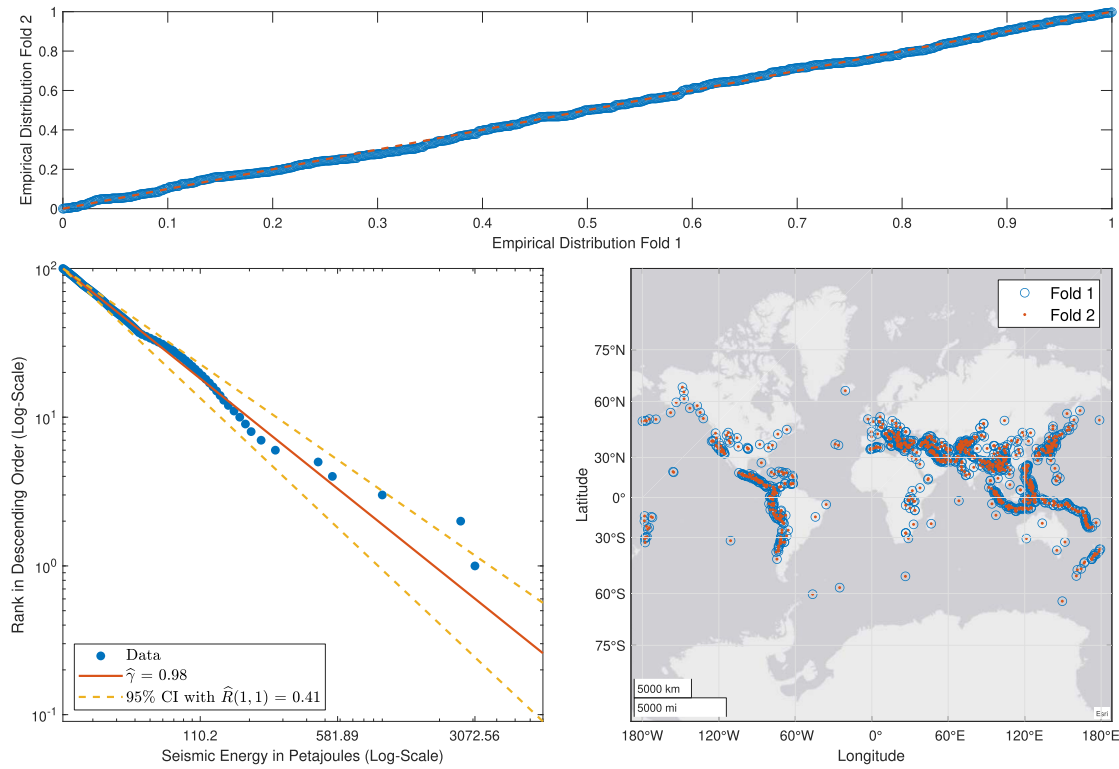 Empirical Distribution Fold 2
1
0.8
0.6
0.4
0.2
0
0 0.1 0.2 0.3 0.4 0.5 0.6 0.7 0.8 0.9 1
Empirical Distribution Fold 1
Rank in Descending Order (Log-Scale)
10²
10¹
10⁰
10⁻¹
Data
γ̂ = 0.98
95% CI with R̂(1, 1) = 0.41
110.2 581.89 3072.56
Seismic Energy in Petajoules (Log-Scale)
Fold 1
Fold 2
Latitude
75°N
60°N
30°N
0°
30°S
60°S
75°S
5000 km
5000 mi
Esri
180°W 120°W 60°W 0°E 60°E 120°E 180°E
Longitude